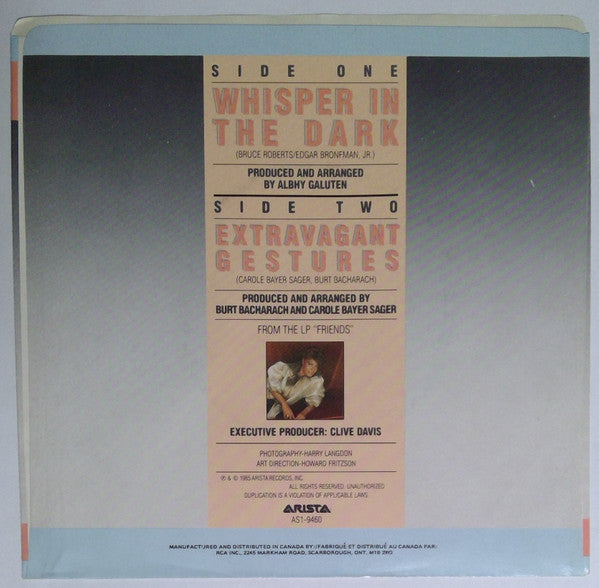 SIDE ONE
WHISPER IN
THE DARK
(BRUCE ROBERTS/EDGAR BRONFMAN, JR.)
PRODUCED AND ARRANGED
BY ALBHY GALUTEN
SIDE TWO
EXTRAVAGANT
GESTURES
(CAROLE BAYER SAGER, BURT BACHARACH)
PRODUCED AND ARRANGED BY
BURT BACHARACH AND CAROLE BAYER SAGER
FROM THE LP "FRIENDS"
EXECUTIVE PRODUCER: CLIVE DAVIS
PHOTOGRAPHY-HARRY LANGDON
ART DIRECTION-HOWARD FRITZSON
℗ & © 1985 ARISTA RECORDS, INC.
ALL RIGHTS RESERVED. UNAUTHORIZED
DUPLICATION IS A VIOLATION OF APPLICABLE LAWS.
ARISTA
AS1-9460
MANUFACTURED AND DISTRIBUTED IN CANADA BY:/FABRIQUÉ ET DISTRIBUÉ AU CANADA PAR:
RCA INC., 2245 MARKHAM ROAD, SCARBOROUGH, ONT. M1B 2W3